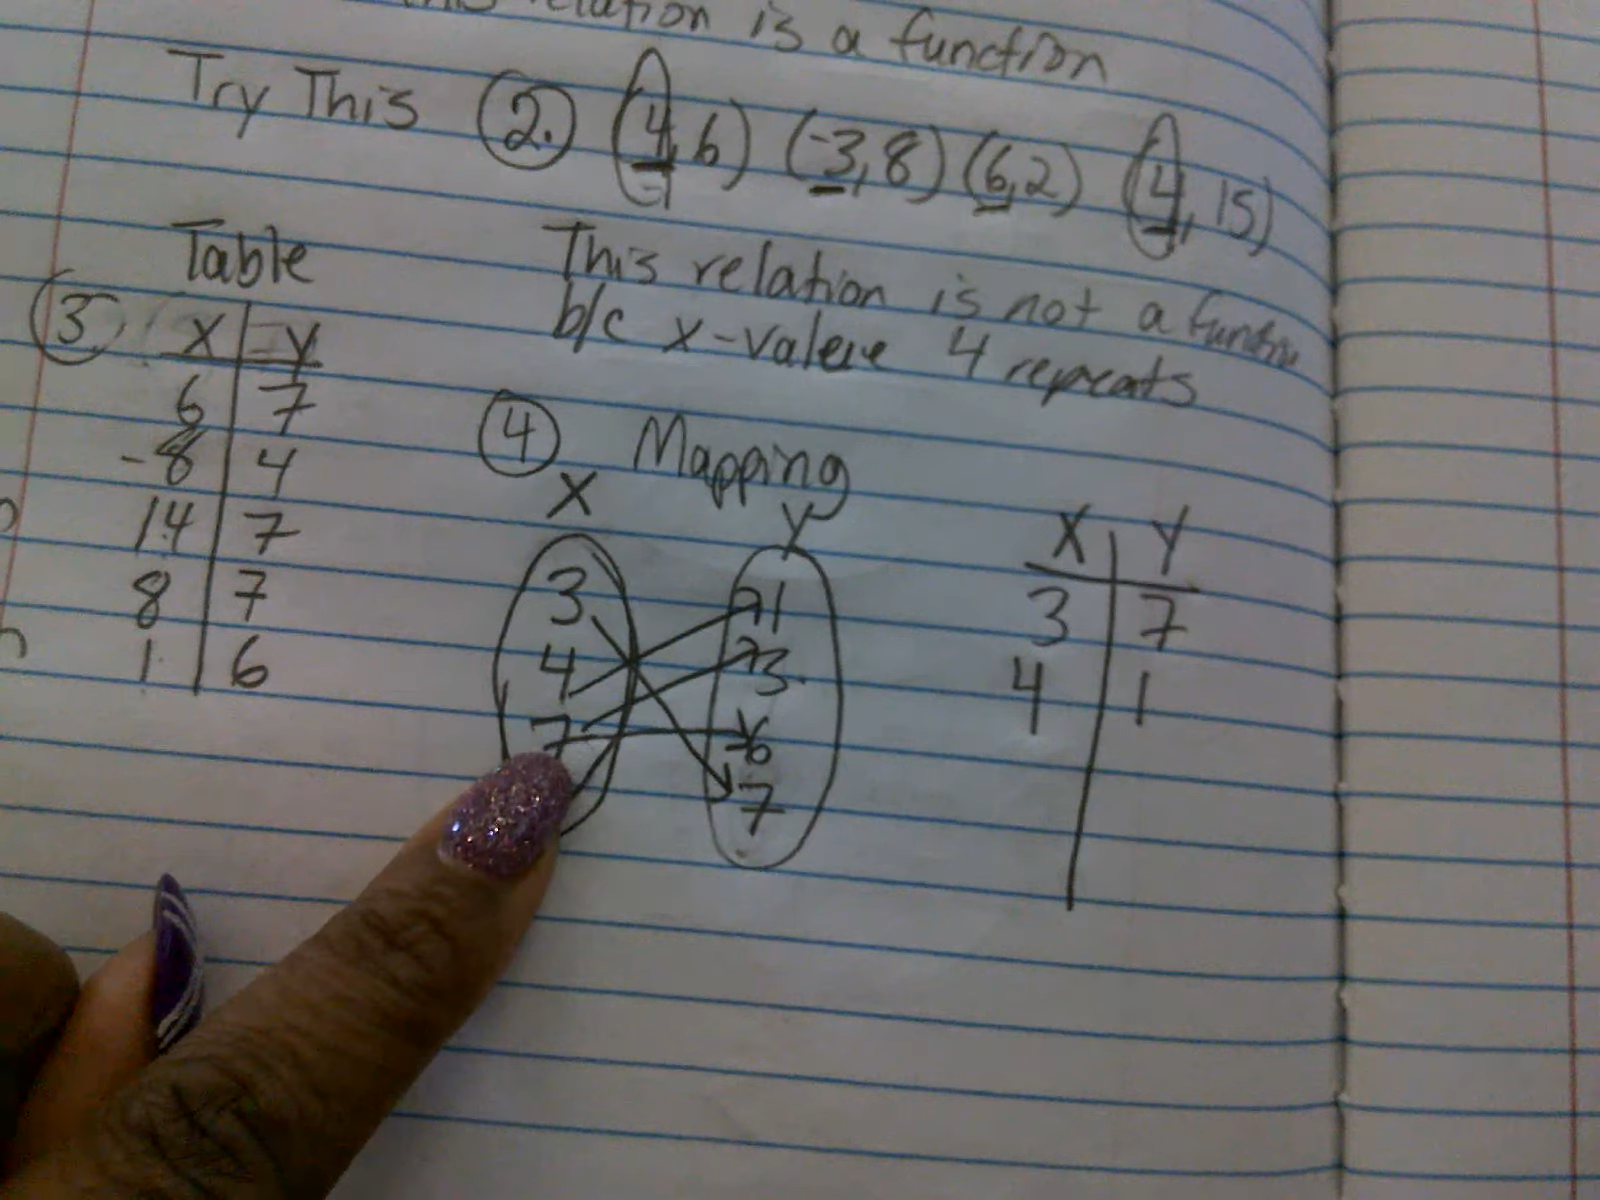 this relation is a function
Try This 2. (4,6) (-3,8) (6,2) (4,15)
This relation is not a function
b/c x-value 4 repeats
Table
3
x y
6 7
-8 4
14 7
8 7
1 6
4 Mapping
X Y
3 1
4 3
7 6
7
X Y
3 7
4 1